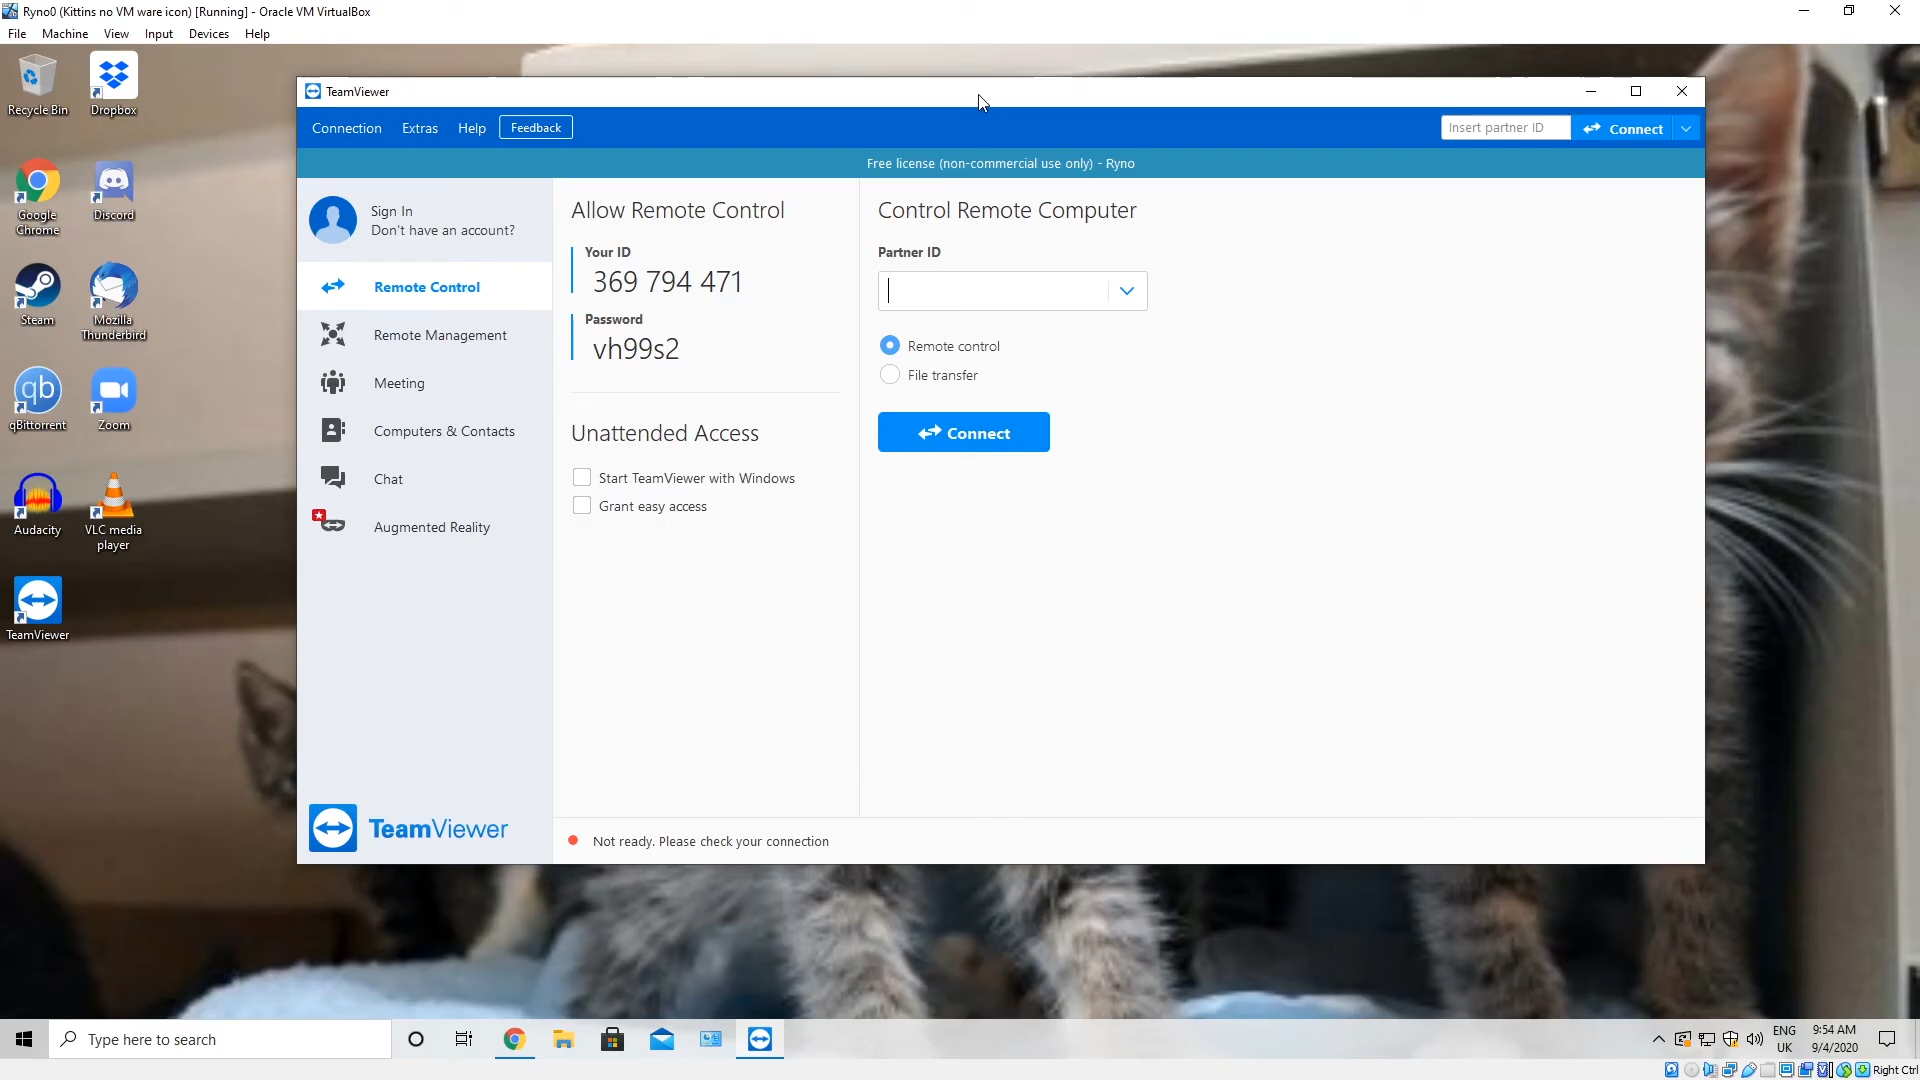 Ryno0 (Kittins no VM ware icon) [Running] - Oracle VM VirtualBox
File Machine View Input Devices Help
Recycle Bin
Dropbox
Google Chrome
Discord
Steam
Mozilla Thunderbird
qBittorrent
Zoom
Audacity
VLC media player
TeamViewer
TeamViewer
Connection Extras Help Feedback
Insert partner ID Connect
Free license (non-commercial use only) - Ryno
Sign In
Don't have an account?
Remote Control
Remote Management
Meeting
Computers & Contacts
Chat
Augmented Reality
TeamViewer
Allow Remote Control
Your ID
369 794 471
Password
vh99s2
Unattended Access
Start TeamViewer with Windows
Grant easy access
Control Remote Computer
Partner ID
Remote control
File transfer
Connect
Not ready. Please check your connection
Type here to search
ENG
UK
9:54 AM
9/4/2020
Right Ctrl